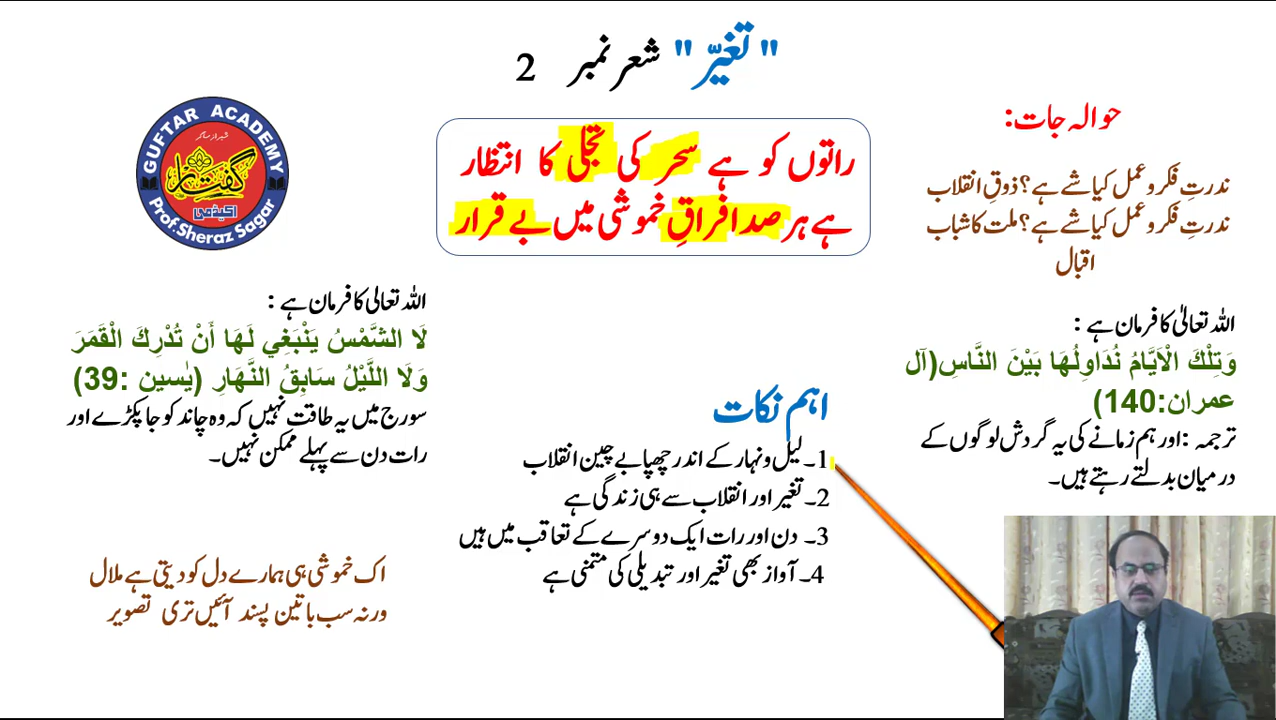 "تغیّر" شعر نمبر 2
راتوں کو ہے سحر کی تجلی کا انتظار
ہے ہر صدا فراقِ خموشی میں بے قرار
حوالہ جات:
ندرتِ فکر و عمل کیا شے ہے؟ ذوقِ انقلاب
ندرتِ فکر و عمل کیا شے ہے؟ ملت کا شباب
اقبال
اللہ تعالیٰ کا فرمان ہے :
وَتِلْكَ الْاَيَّامُ نُدَاوِلُهَا بَيْنَ النَّاسِ(آل
عمران:140)
ترجمہ : اور ہم زمانے کی یہ گردش لوگوں کے
درمیان بدلتے رہتے ہیں۔
اہم نکات
1۔ لیل و نہار کے اندر چھپا بے چین انقلاب
2۔ تغیر اور انقلاب سے ہی زندگی ہے
3۔ دن اور رات ایک دوسرے کے تعاقب میں ہیں
4۔ آواز بھی تغیر اور تبدیلی کی متمنی ہے
GUFTAR ACADEMY
شیراز ساگر
گفتار
اکیڈمی
Prof.Sheraz Sagar
اللہ تعالی کا فرمان ہے :
لَا الشَّمْسُ يَنْبَغِي لَهَا أَنْ تُدْرِكَ الْقَمَرَ
وَلَا اللَّيْلُ سَابِقُ النَّهَارِ (يٰسين :39)
سورج میں یہ طاقت نہیں کہ وہ چاند کو جا پکڑے اور
رات دن سے پہلے ممکن نہیں۔
اک خموشی ہی ہمارے دل کو دیتی ہے ملال
ورنہ سب باتین پسند آئیں تری تصویر